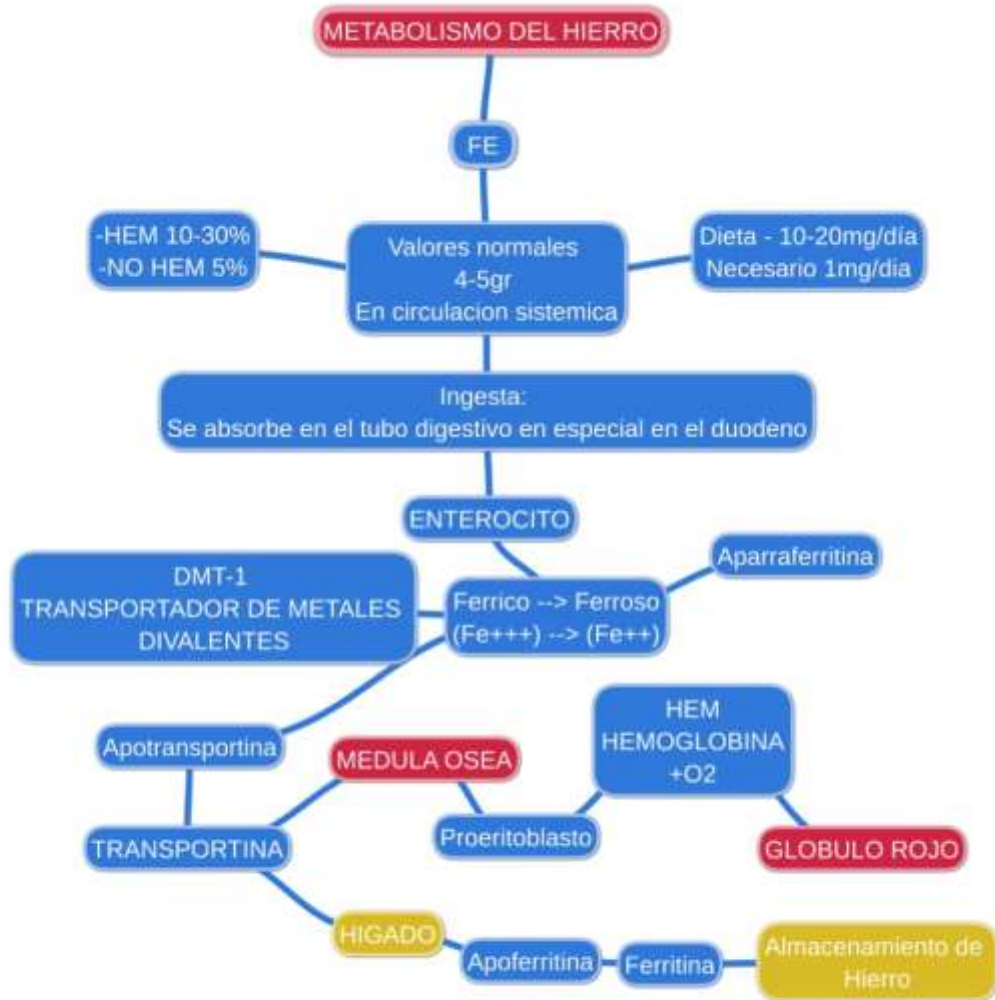 METABOLISMO DEL HIERRO
FE
-HEM 10-30%
-NO HEM 5%
Valores normales
4-5gr
En circulacion sistemica
Dieta - 10-20mg/día
Necesario 1mg/dia
Ingesta:
Se absorbe en el tubo digestivo en especial en el duodeno
ENTEROCITO
Aparraferritina
DMT-1
TRANSPORTADOR DE METALES
DIVALENTES
Ferrico --> Ferroso
(Fe+++) --> (Fe++)
Apotransportina
MEDULA OSEA
HEM
HEMOGLOBINA
+O2
TRANSPORTINA
Proeritoblasto
GLOBULO ROJO
HIGADO
Apoferritina
Ferritina
Almacenamiento de
Hierro